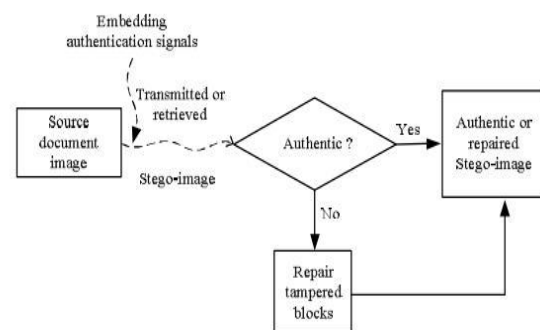 Embedding
authentication signals
Transmitted or
retrieved
Source
document
image
Stego-image
Authentic ?
Yes
Authentic or
repaired
Stego-image
No
Repair
tampered
blocks